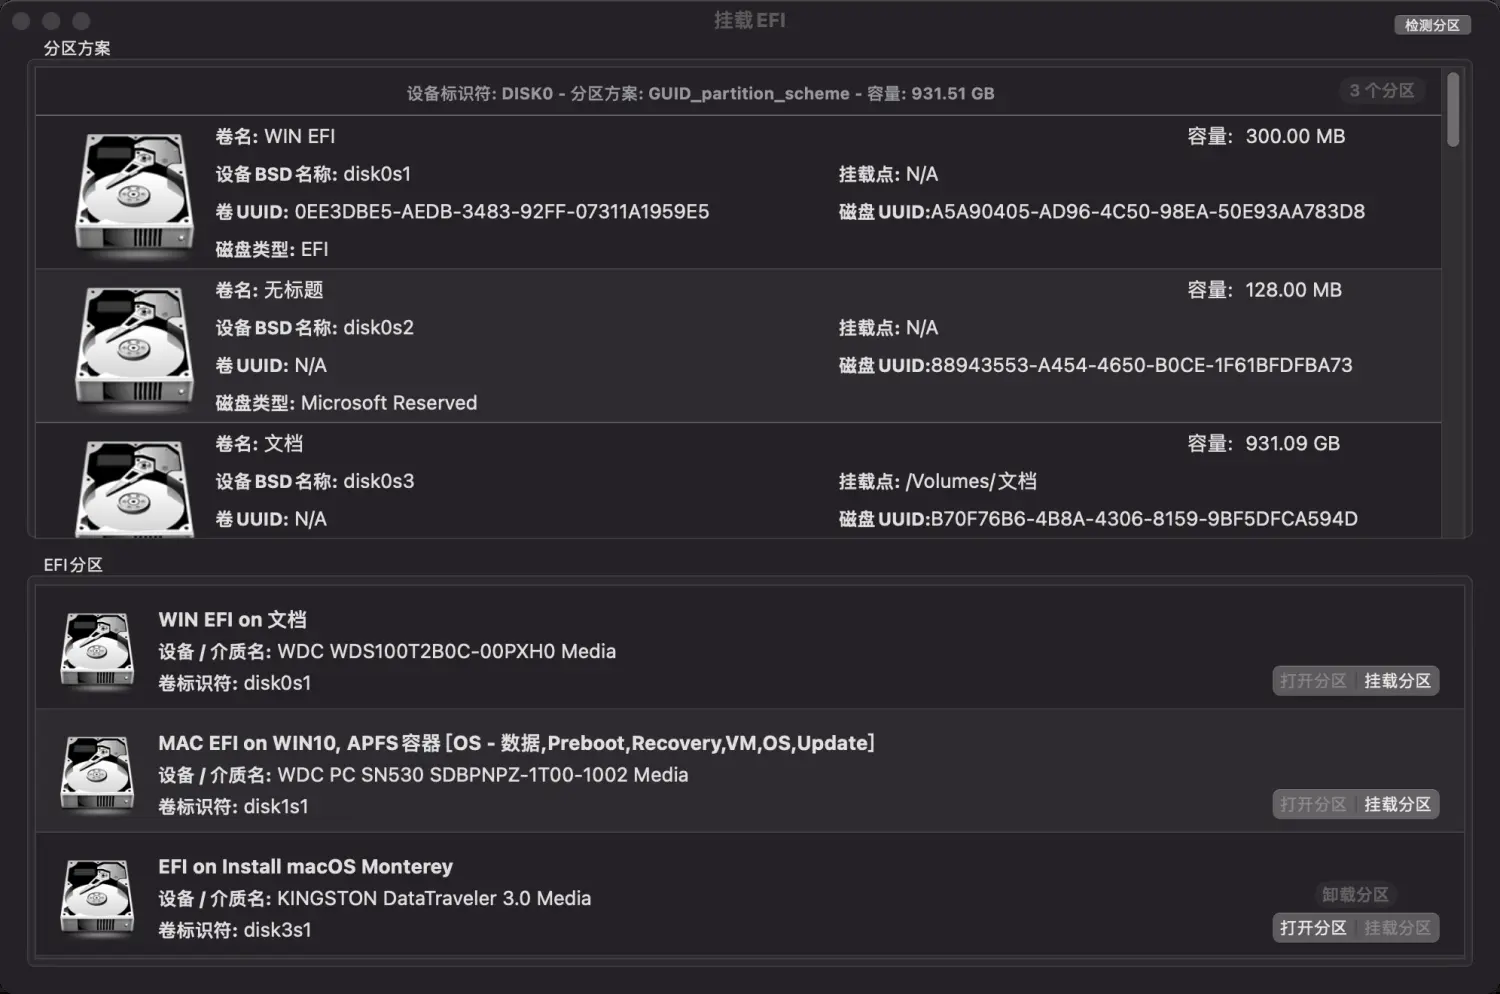 挂载EFI
检测分区
分区方案
设备标识符: DISK0 - 分区方案: GUID_partition_scheme - 容量: 931.51 GB
3 个分区
卷名: WIN EFI
容量: 300.00 MB
设备 BSD 名称: disk0s1
挂载点: N/A
卷 UUID: 0EE3DBE5-AEDB-3483-92FF-07311A1959E5
磁盘 UUID:A5A90405-AD96-4C50-98EA-50E93AA783D8
磁盘类型: EFI
卷名: 无标题
容量: 128.00 MB
设备 BSD 名称: disk0s2
挂载点: N/A
卷 UUID: N/A
磁盘 UUID:88943553-A454-4650-B0CE-1F61BFDFBA73
磁盘类型: Microsoft Reserved
卷名: 文档
容量: 931.09 GB
设备 BSD 名称: disk0s3
挂载点: /Volumes/文档
卷 UUID: N/A
磁盘 UUID:B70F76B6-4B8A-4306-8159-9BF5DFCA594D
EFI分区
WIN EFI on 文档
设备 / 介质名: WDC WDS100T2B0C-00PXH0 Media
卷标识符: disk0s1
打开分区 挂载分区
MAC EFI on WIN10, APFS容器 [OS - 数据,Preboot,Recovery,VM,OS,Update]
设备 / 介质名: WDC PC SN530 SDBPNPZ-1T00-1002 Media
卷标识符: disk1s1
打开分区 挂载分区
EFI on Install macOS Monterey
设备 / 介质名: KINGSTON DataTraveler 3.0 Media
卸载分区
卷标识符: disk3s1
打开分区 挂载分区